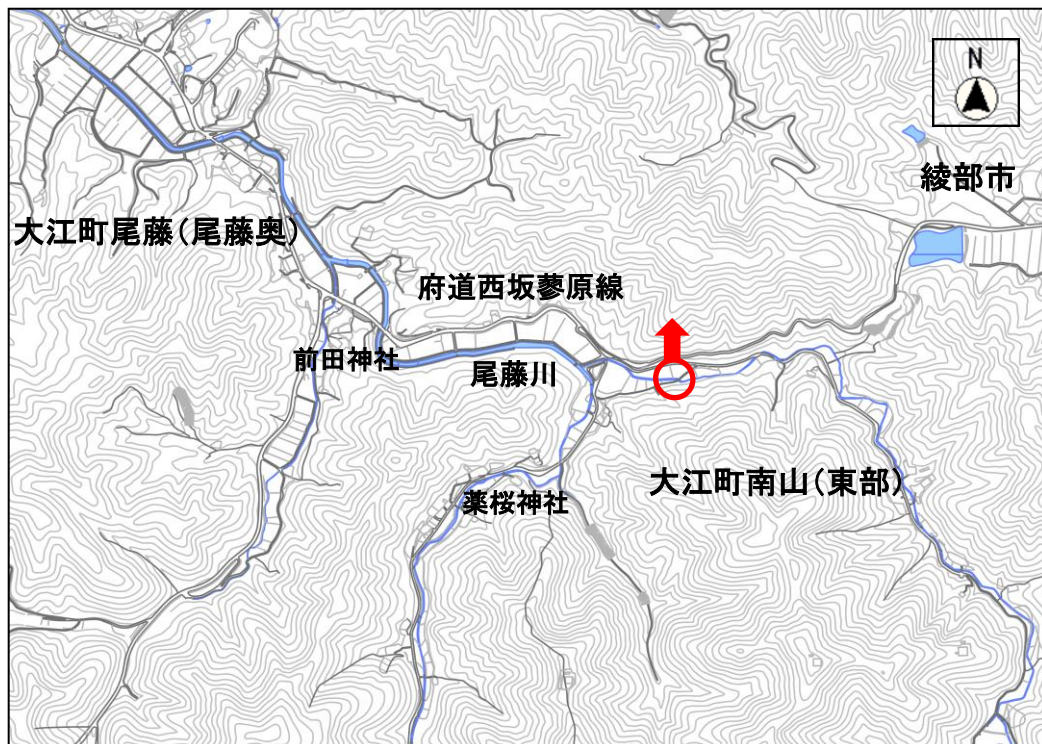 N
綾部市
大江町尾藤(尾藤奥)
府道西坂蓼原線
前田神社
尾藤川
大江町南山(東部)
薬桜神社